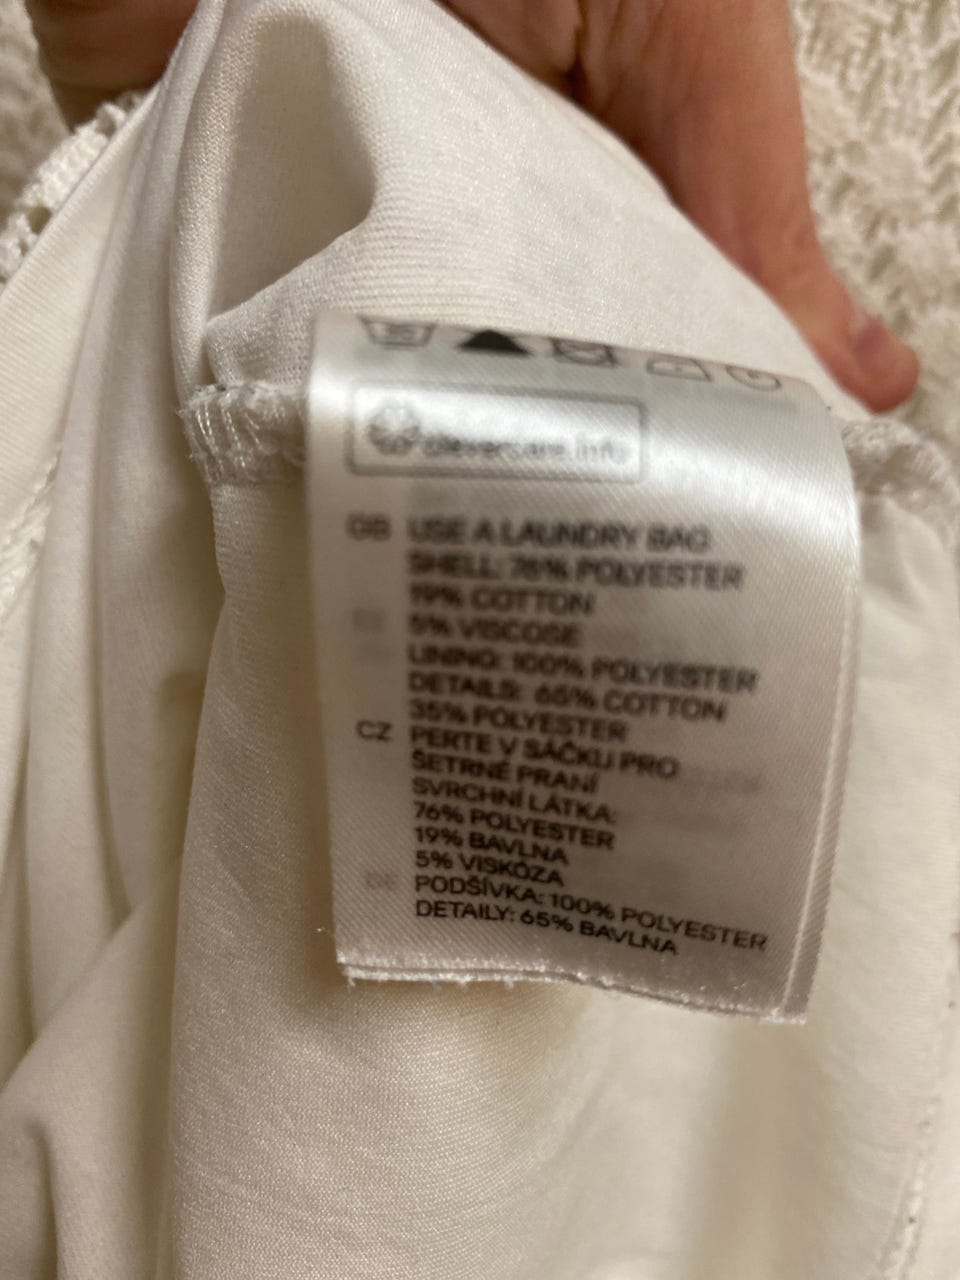 clevercare.info
GB USE A LAUNDRY BAG
SHELL: 76% POLYESTER
19% COTTON
5% VISCOSE
LINING: 100% POLYESTER
DETAILS: 65% COTTON
35% POLYESTER
CZ PERTE V SÁČKU PRO
ŠETRNÉ PRANÍ
SVRCHNÍ LÁTKA:
76% POLYESTER
19% BAVLNA
5% VISKÓZA
PODŠÍVKA: 100% POLYESTER
DETAILY: 65% BAVLNA